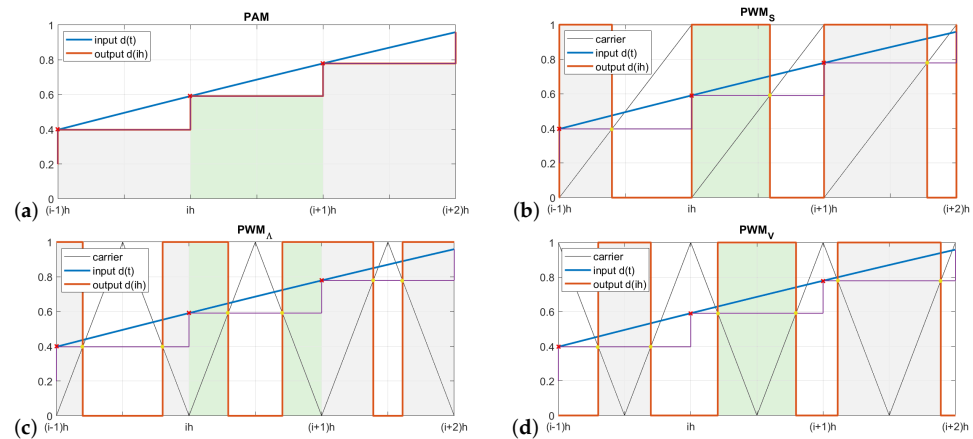 PAM
1
0.8
0.6
0.4
0.2
0
input d(t)
output d(ih)
(i-1)h ih (i+1)h (i+2)h
(a)
PWM_S
1
0.8
0.6
0.4
0.2
0
carrier
input d(t)
output d(ih)
(i-1)h ih (i+1)h (i+2)h
(b)
PWM_Λ
1
0.8
0.6
0.4
0.2
0
carrier
input d(t)
output d(ih)
(i-1)h ih (i+1)h (i+2)h
(c)
PWM_V
1
0.8
0.6
0.4
0.2
0
carrier
input d(t)
output d(ih)
(i-1)h ih (i+1)h (i+2)h
(d)